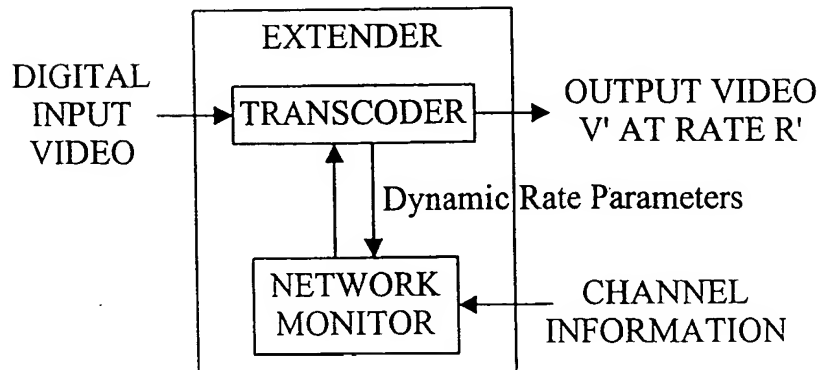 EXTENDER
DIGITAL
INPUT
VIDEO
TRANSCODER
OUTPUT VIDEO
V' AT RATE R'
Dynamic Rate Parameters
NETWORK
MONITOR
CHANNEL
INFORMATION